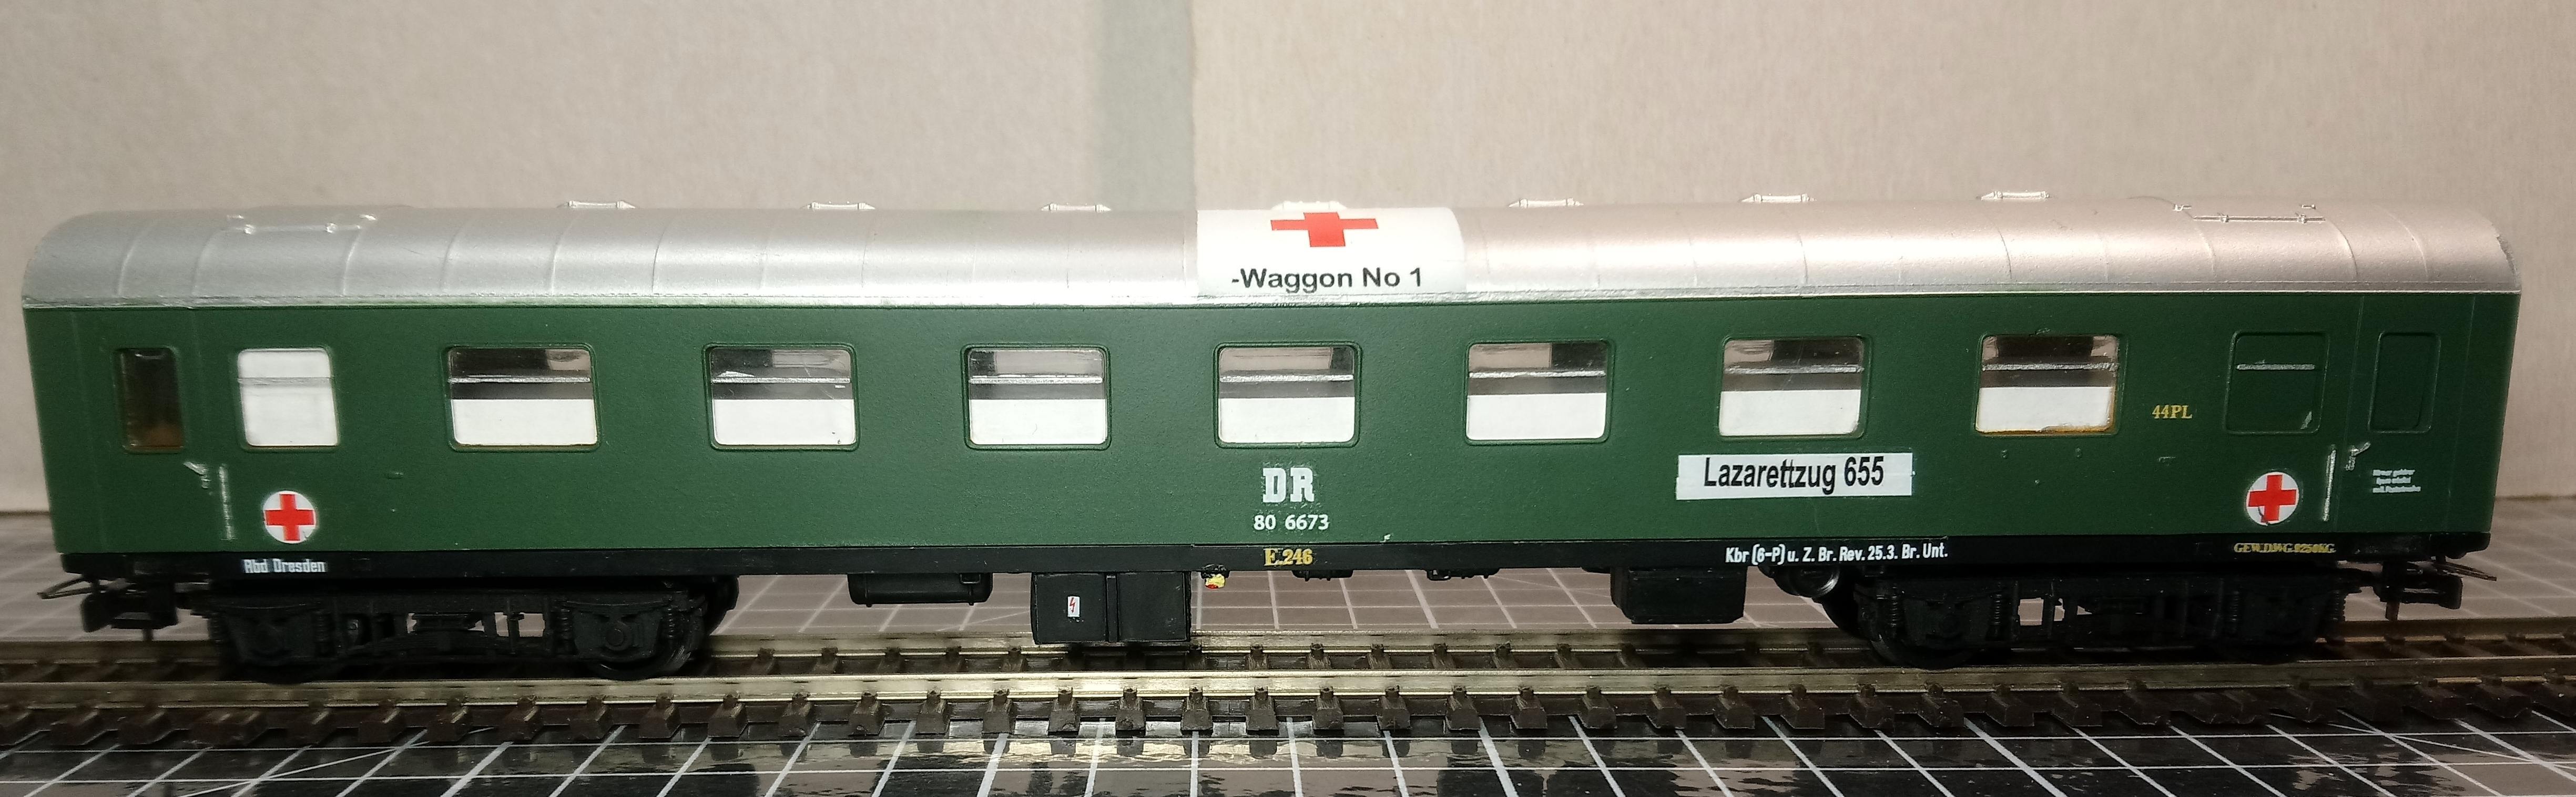 -Waggon No 1
44PL
Lazarettzug 655
DR
80 6673
E.246
Kbr (6-P) u. Z. Br. Rev. 25.3. Br. Unt.
Rbd Dresden